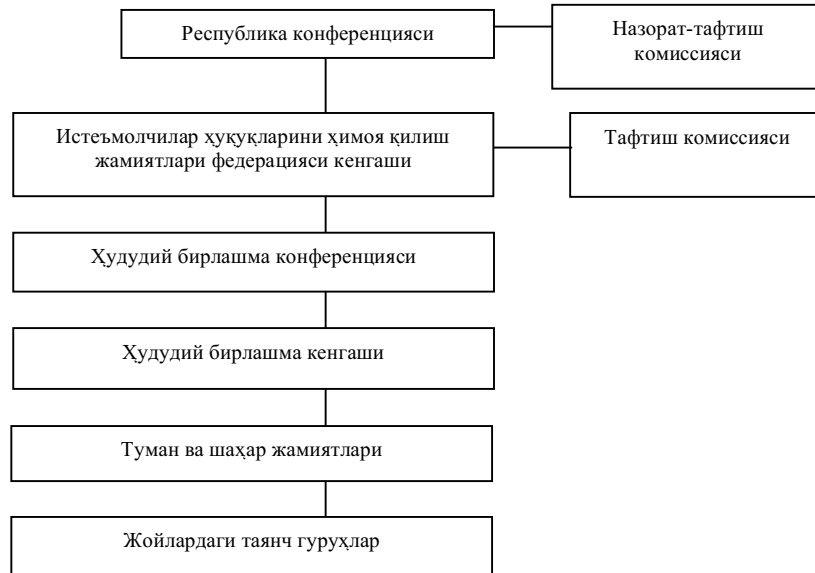 Республика конференцияси
Назорат-тафтиш
комиссияси
Истеъмолчилар ҳуқуқларини ҳимоя қилиш
жамиятлари федерацияси кенгаши
Тафтиш комиссияси
Ҳудудий бирлашма конференцияси
Ҳудудий бирлашма кенгаши
Туман ва шаҳар жамиятлари
Жойлардаги таянч гуруҳлар